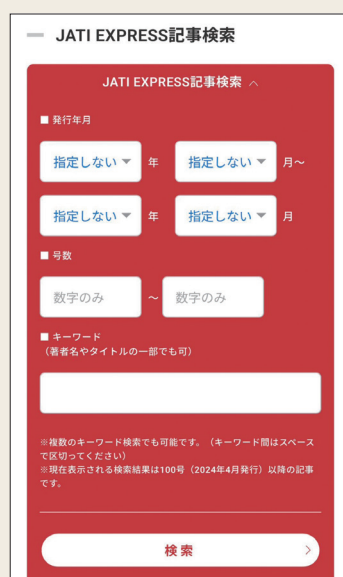 JATI EXPRESS記事検索
JATI EXPRESS記事検索
■ 発行年月
指定しない 年 指定しない 月～
指定しない 年 指定しない 月
■ 号数
数字のみ ～ 数字のみ
■ キーワード
（著者名やタイトルの一部でも可）
※複数のキーワード検索でも可能です。（キーワード間はスペース
で区切ってください）
※現在表示される検索結果は100号（2024年4月発行）以降の記事
です。
検索